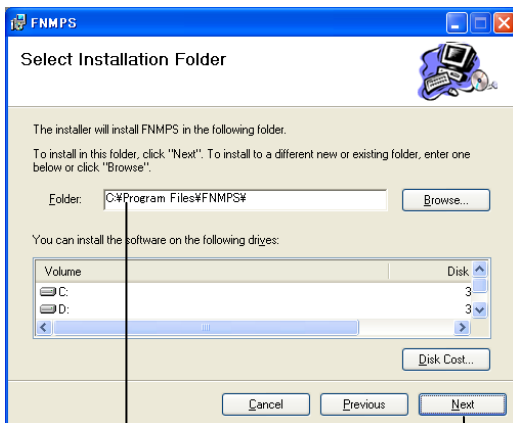 FNMPS
Select Installation Folder
The installer will install FNMPS in the following folder.
To install in this folder, click "Next". To install to a different new or existing folder, enter one
below or click "Browse".
Folder: C:¥Program Files¥FNMPS¥ Browse...
You can install the software on the following drives:
Volume Disk
C: 3
D: 3
Disk Cost...
Cancel Previous Next